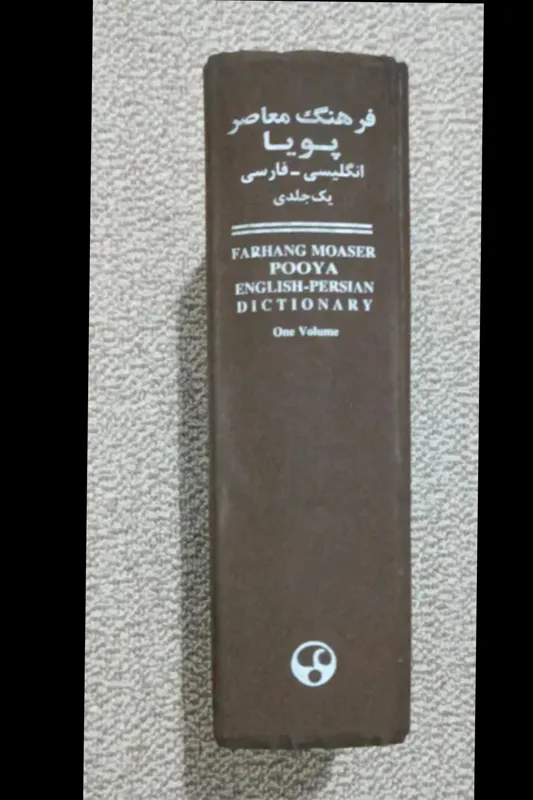 فرهنگ معاصر
پویا
انگلیسی - فارسی
یک جلدی
FARHANG MOASER
POOYA
ENGLISH-PERSIAN
DICTIONARY
One Volume